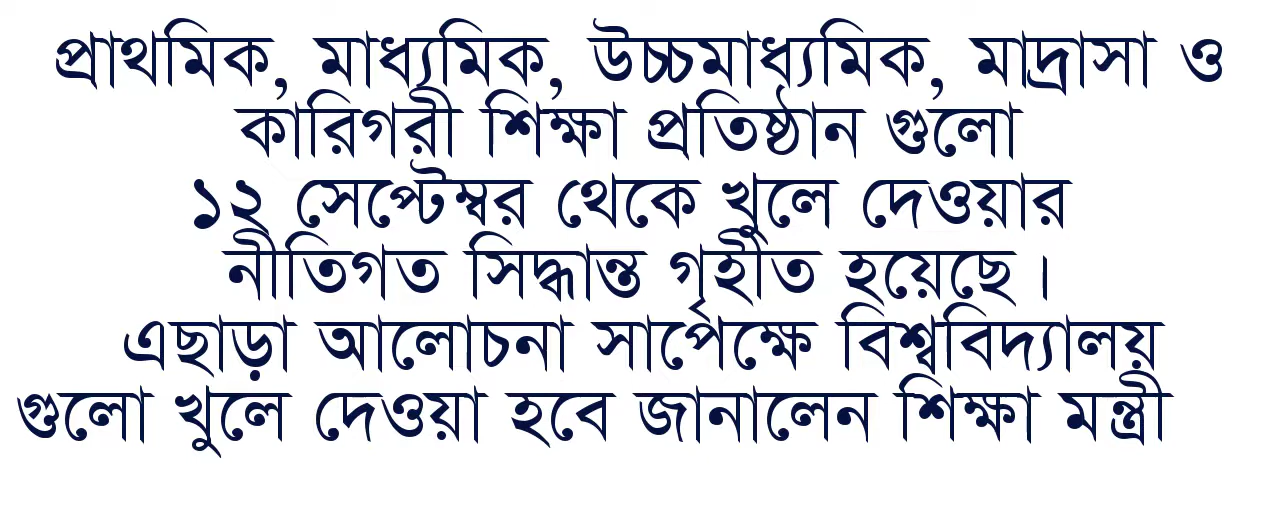 প্রাথমিক, মাধ্যমিক, উচ্চমাধ্যমিক, মাদ্রাসা ও
কারিগরী শিক্ষা প্রতিষ্ঠান গুলো
১২ সেপ্টেম্বর থেকে খুলে দেওয়ার
নীতিগত সিদ্ধান্ত গৃহীত হয়েছে।
এছাড়া আলোচনা সাপেক্ষে বিশ্ববিদ্যালয়
গুলো খুলে দেওয়া হবে জানালেন শিক্ষা মন্ত্রী